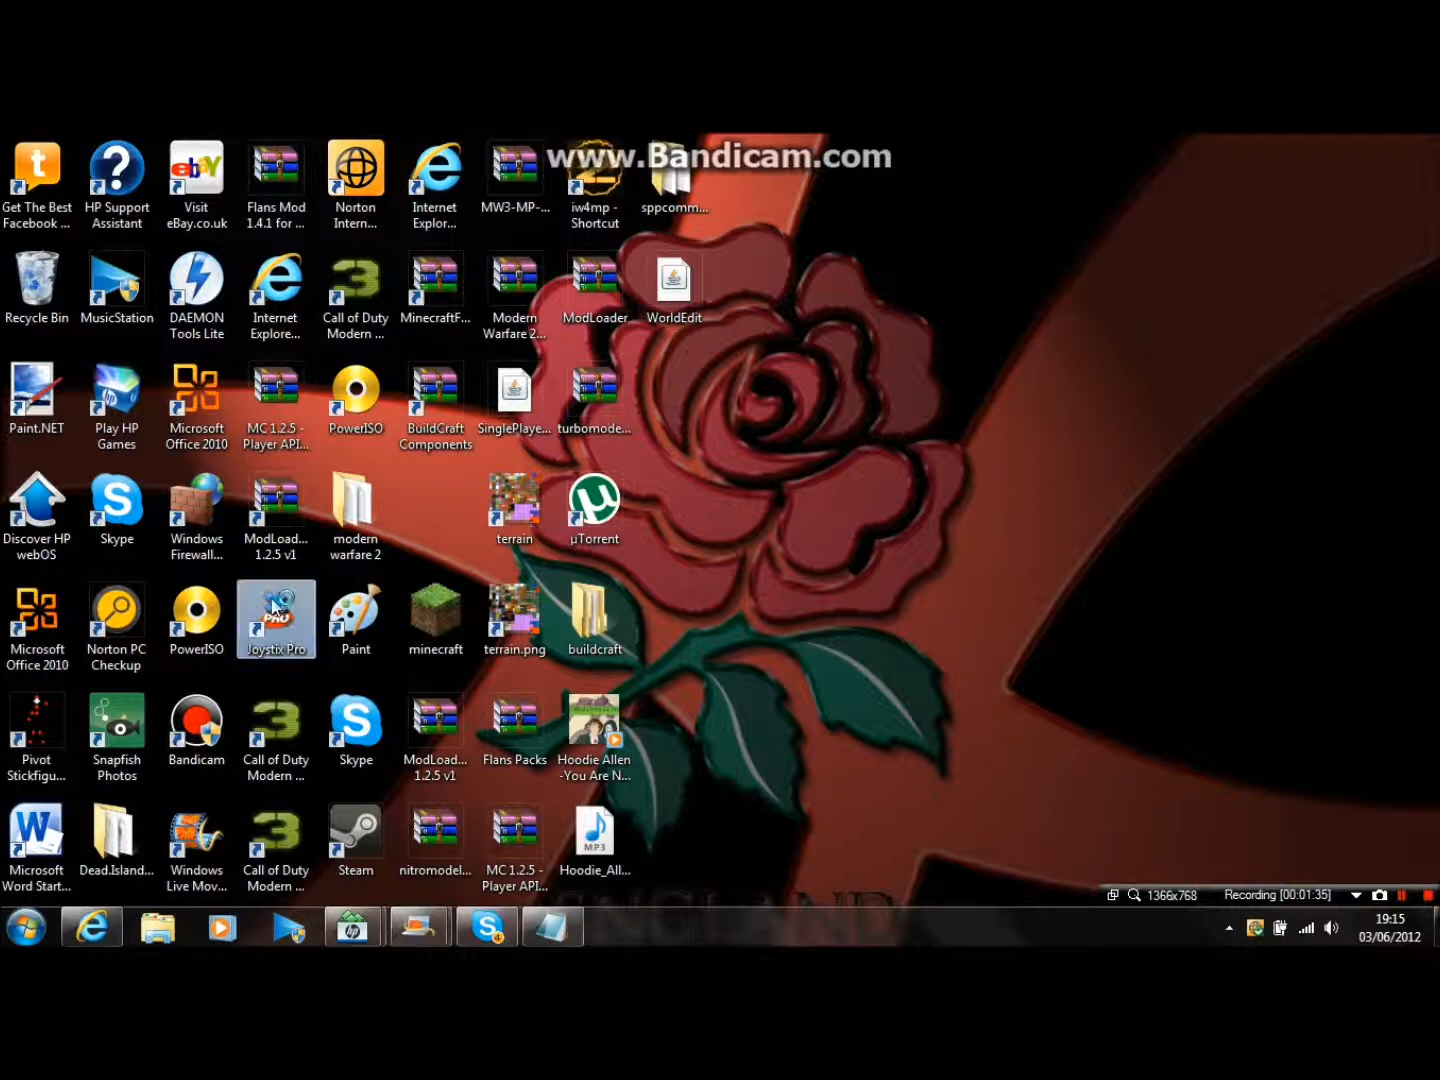 www.Bandicam.com
Get The Best
Facebook ...
HP Support
Assistant
Visit
eBay.co.uk
Flans Mod
1.4.1 for ...
Norton
Intern...
Internet
Explor...
MW3-MP-...
iw4mp -
Shortcut
sppcomm...
Recycle Bin
MusicStation
DAEMON
Tools Lite
Internet
Explore...
Call of Duty
Modern ...
MinecraftF...
Modern
Warfare 2...
ModLoader
WorldEdit
Paint.NET
Play HP
Games
Microsoft
Office 2010
MC 1.2.5 -
Player API...
PowerISO
BuildCraft
Components
SinglePlaye...
turbomode...
Discover HP
webOS
Skype
Windows
Firewall...
ModLoad...
1.2.5 v1
modern
warfare 2
terrain
µTorrent
Microsoft
Office 2010
Norton PC
Checkup
PowerISO
Joystix Pro
Paint
minecraft
terrain.png
buildcraft
Pivot
Stickfigu...
Snapfish
Photos
Bandicam
Call of Duty
Modern ...
Skype
ModLoad...
1.2.5 v1
Flans Packs
Hoodie Allen
-You Are N...
Microsoft
Word Start...
Dead.Island...
Windows
Live Mov...
Call of Duty
Modern ...
Steam
nitromodel...
MC 1.2.5 -
Player API...
MP3
Hoodie_All...
ENGLAND
1366x768
Recording [00:01:35]
19:15
03/06/2012